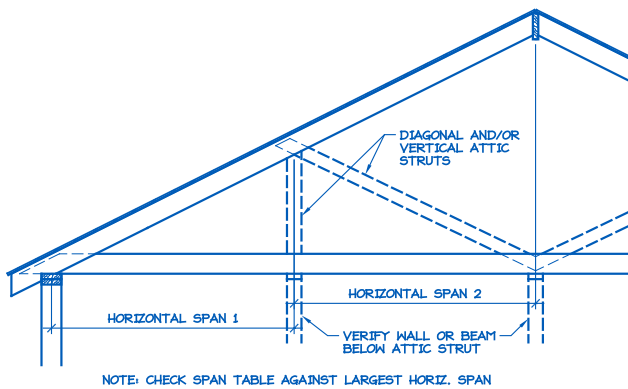 DIAGONAL AND/OR
VERTICAL ATTIC
STRUTS
HORIZONTAL SPAN 2
HORIZONTAL SPAN 1
VERIFY WALL OR BEAM
BELOW ATTIC STRUT
NOTE: CHECK SPAN TABLE AGAINST LARGEST HORIZ. SPAN